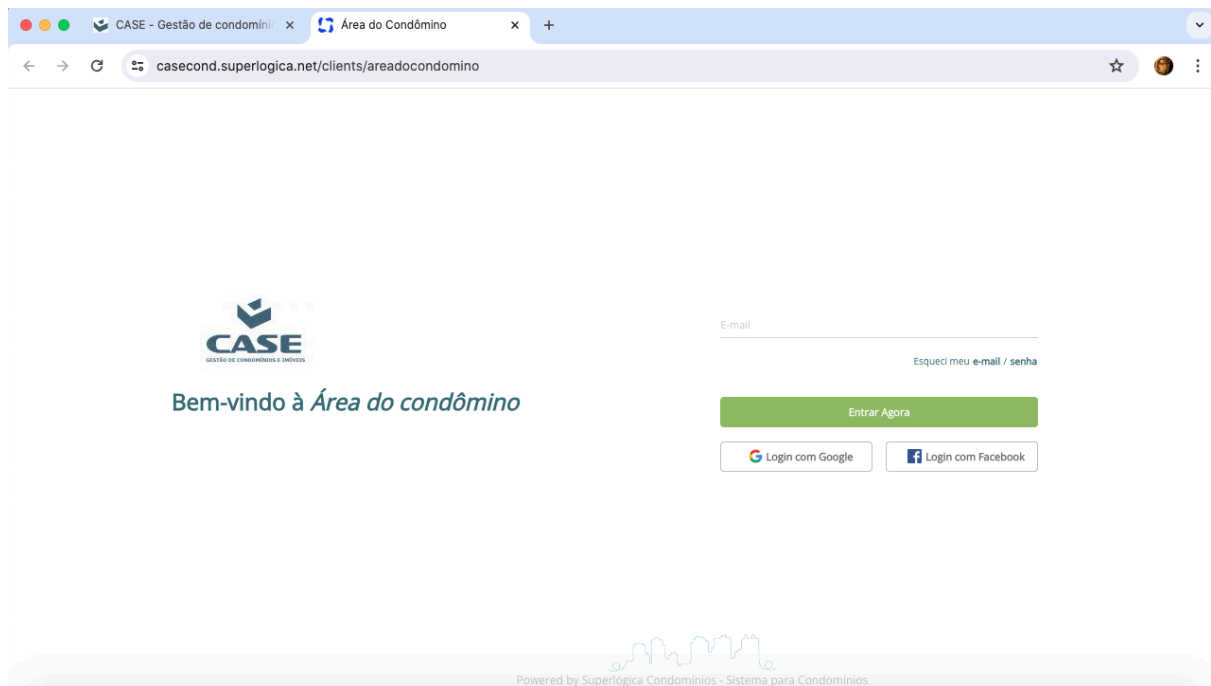 CASE - Gestão de condomíni
Área do Condômino
casecond.superlogica.net/clients/areadocondomino
CASE
GESTÃO DE CONDOMÍNIOS E IMÓVEIS
Bem-vindo à Área do condômino
E-mail
Esqueci meu e-mail / senha
Entrar Agora
Login com Google
Login com Facebook
Powered by Superlógica Condomínios - Sistema para Condomínios